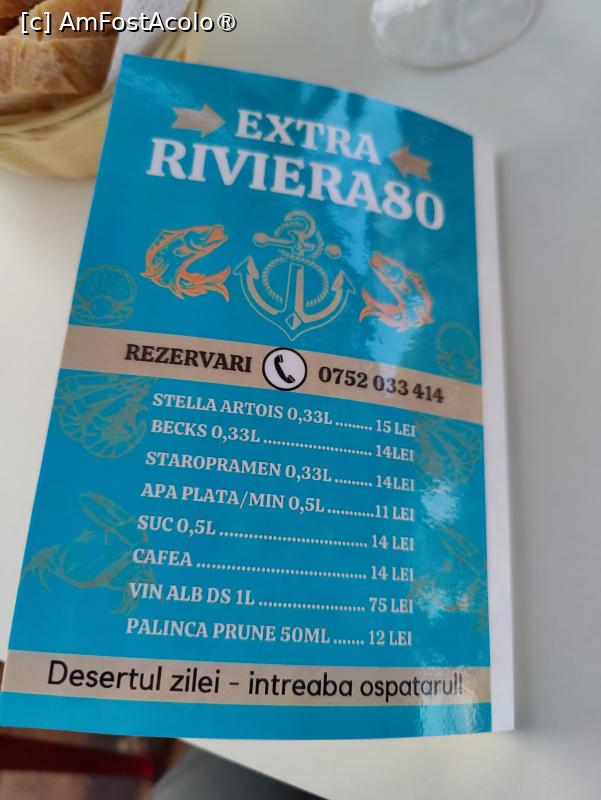 [c] AmFostAcolo®
EXTRA
RIVIERA80
REZERVARI 0752 033 414
STELLA ARTOIS 0,33L ......... 15 LEI
BECKS 0,33L ................................. 14LEI
STAROPRAMEN 0,33L ......... 14LEI
APA PLATA/MIN 0,5L ...........11 LEI
SUC 0,5L .................................... 14 LEI
CAFEA ......................................... 14 LEI
VIN ALB DS 1L .......................... 75 LEI
PALINCA PRUNE 50ML ....... 12 LEI
Desertul zilei - intreaba ospatarul!